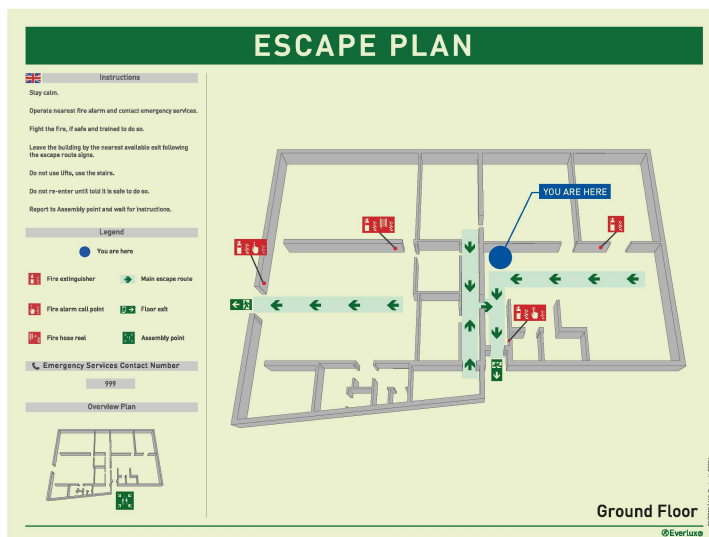 ESCAPE PLAN
Instructions
Stay calm.
Operate nearest fire alarm and contact emergency services.
Fight the fire, if safe and trained to do so.
Leave the building by the nearest available exit following
the escape route signs.
Do not use lifts, use the stairs.
Do not re-enter until told it is safe to do so.
Report to Assembly point and wait for instructions.
Legend
You are here
Fire extinguisher
Main escape route
Fire alarm call point
Floor exit
Fire hose reel
Assembly point
Emergency Services Contact Number
999
Overview Plan
YOU ARE HERE
Ground Floor
Everlux